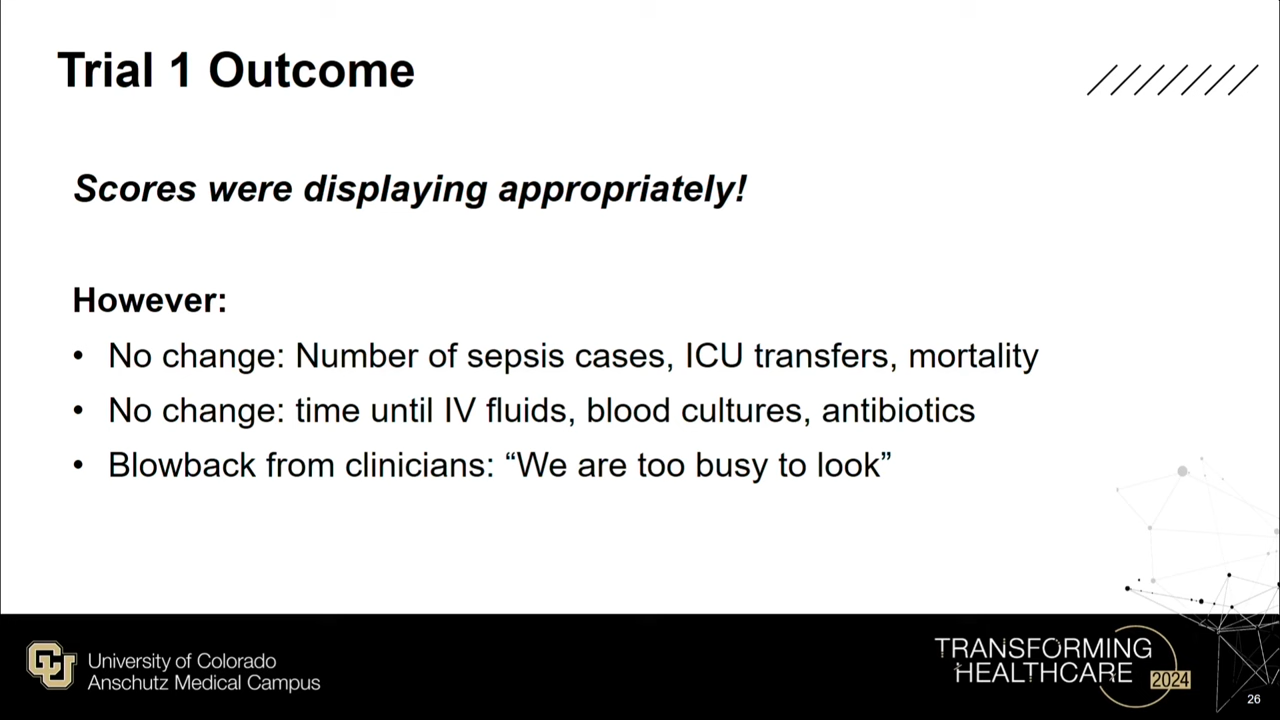 Trial 1 Outcome
Scores were displaying appropriately!
However:
• No change: Number of sepsis cases, ICU transfers, mortality
• No change: time until IV fluids, blood cultures, antibiotics
• Blowback from clinicians: “We are too busy to look”
University of Colorado
Anschutz Medical Campus
TRANSFORMING
HEALTHCARE
2024
26